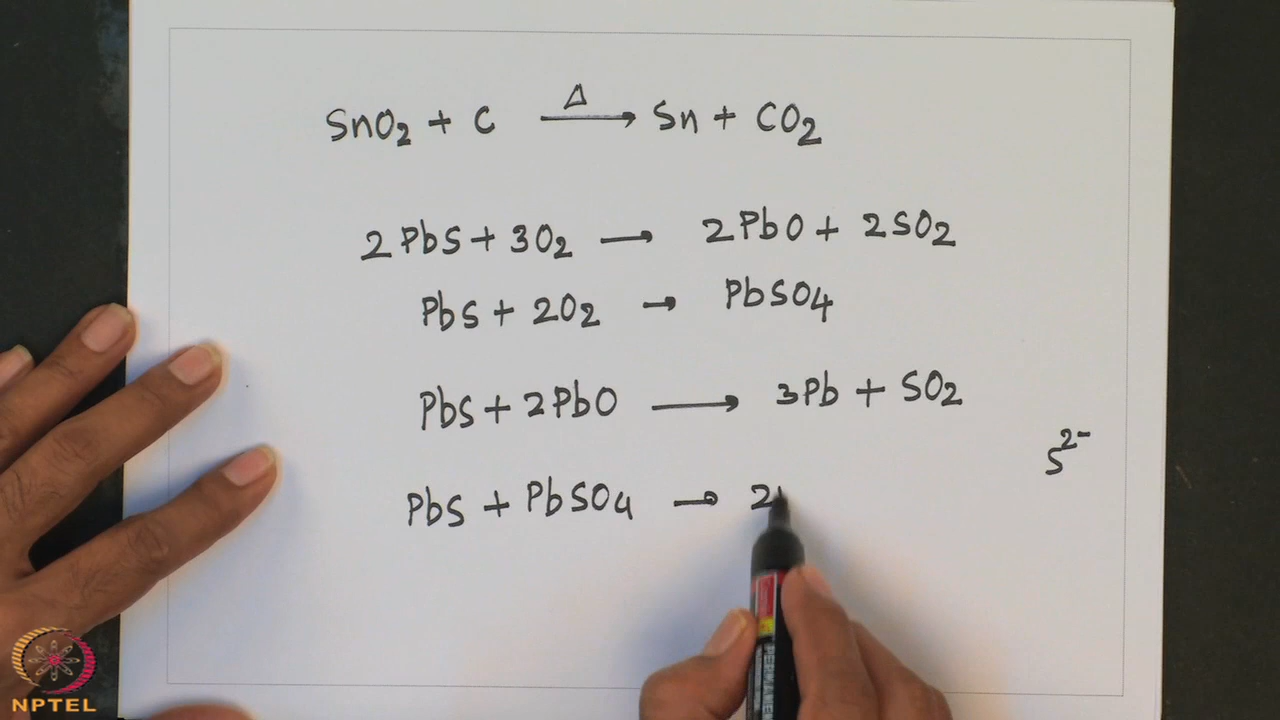 SnO2 + C Δ → Sn + CO2
2PbS + 3O2 → 2PbO + 2SO2
PbS + 2O2 → PbSO4
PbS + 2PbO → 3Pb + SO2
S2-
PbS + PbSO4 → 2
NPTEL